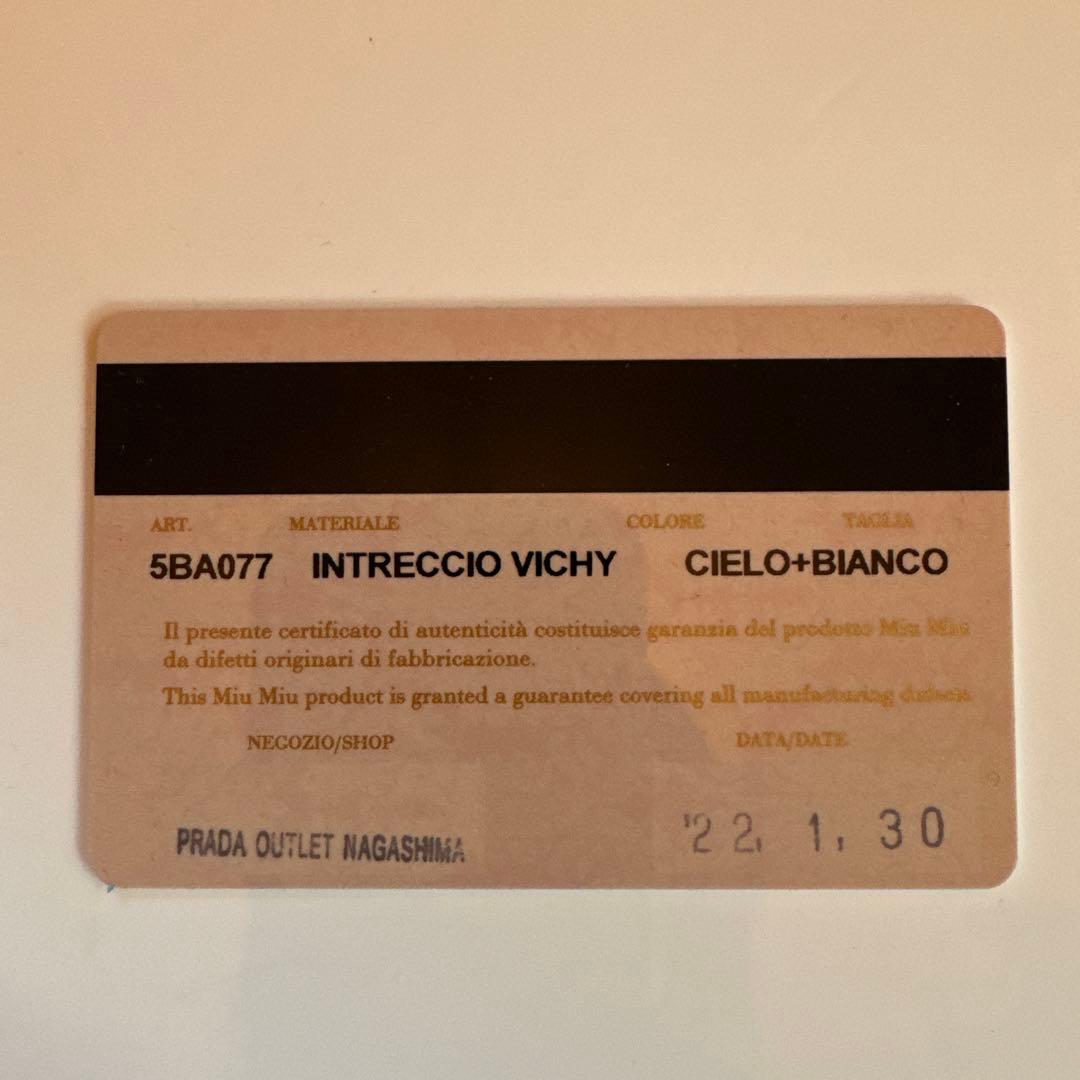 ART. MATERIALE COLORE TAGLIA
5BA077 INTRECCIO VICHY CIELO+BIANCO
Il presente certificato di autenticità costituisce garanzia del prodotto Miu Miu
da difetti originari di fabbricazione.
This Miu Miu product is granted a guarantee covering all manufacturing defects.
NEGOZIO/SHOP DATA/DATE
PRADA OUTLET NAGASHIMA '22. 1. 30